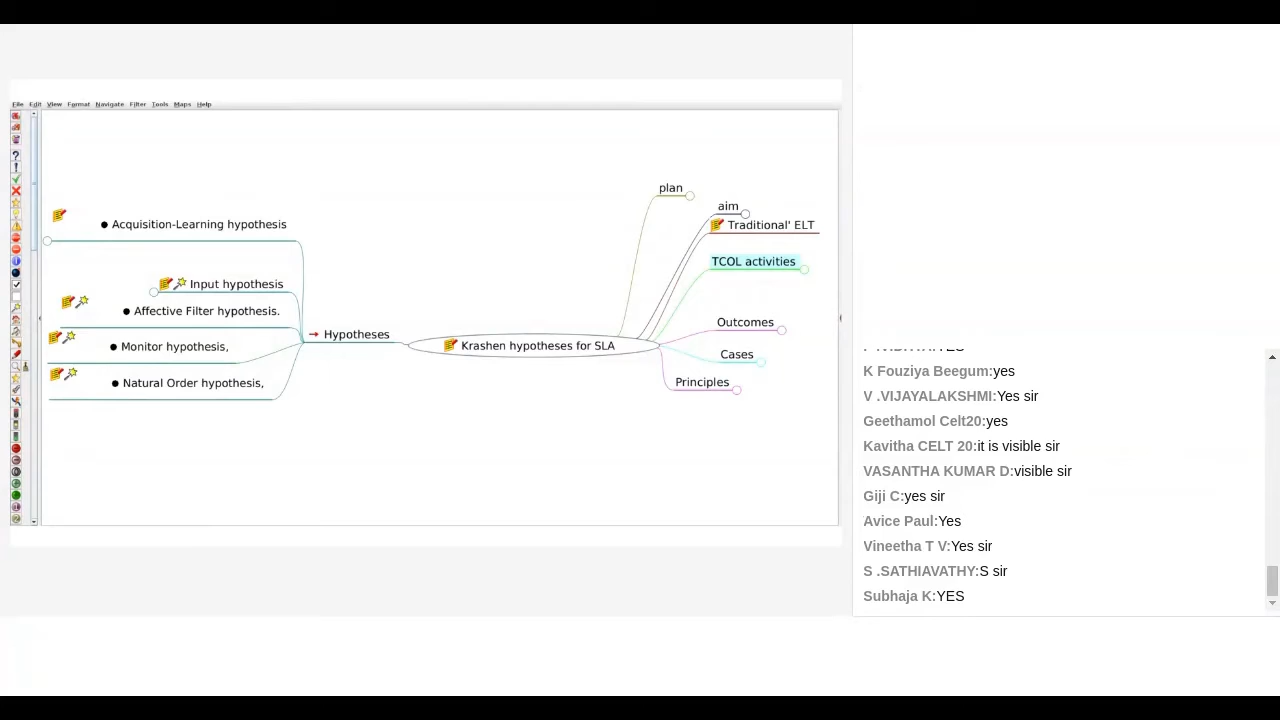 File Edit View Format Navigate Filter Tools Maps Help
plan
aim
Traditional' ELT
TCOL activities
Outcomes
Cases
Principles
Krashen hypotheses for SLA
Hypotheses
● Acquisition-Learning hypothesis
Input hypothesis
● Affective Filter hypothesis.
● Monitor hypothesis,
● Natural Order hypothesis,
K Fouziya Beegum:yes
V .VIJAYALAKSHMI:Yes sir
Geethamol Celt20:yes
Kavitha CELT 20:it is visible sir
VASANTHA KUMAR D:visible sir
Giji C:yes sir
Avice Paul:Yes
Vineetha T V:Yes sir
S .SATHIAVATHY:S sir
Subhaja K:YES